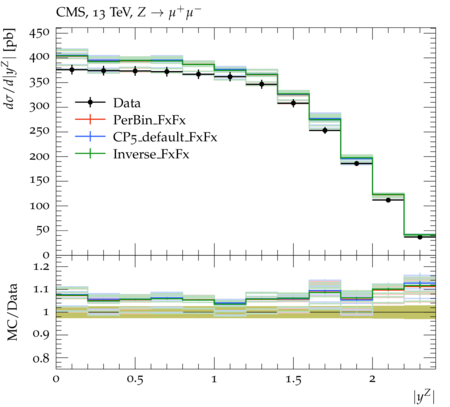 CMS, 13 TeV, Z → μ⁺μ⁻
dσ/d|y^Z| [pb]
450
400
350
300
250
200
150
100
50
0
Data
PerBin_FxFx
CP5_default_FxFx
Inverse_FxFx
MC/Data
1.2
1.1
1
0.9
0.8
0 0.5 1 1.5 2
|y^Z|